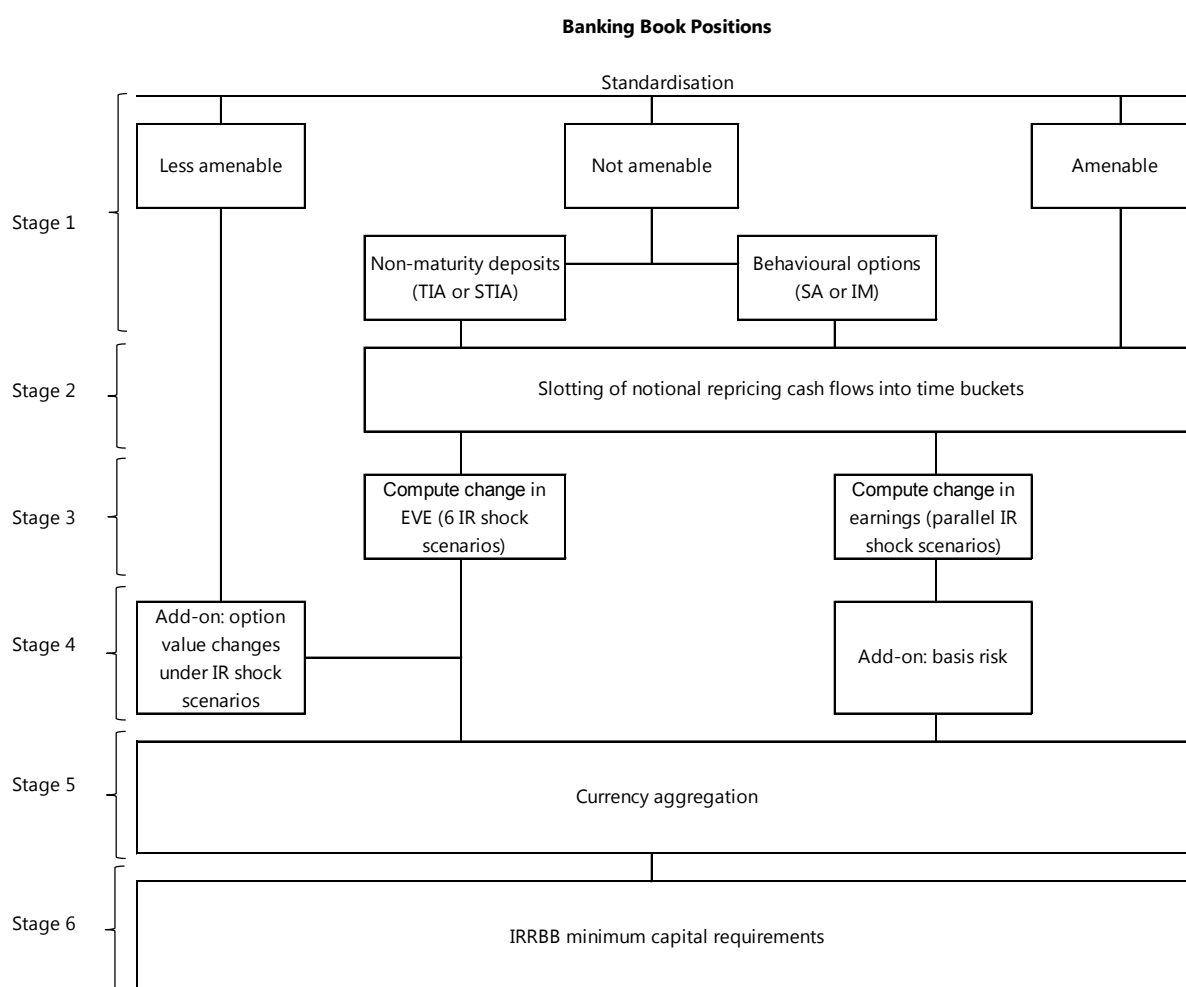 Banking Book Positions
Standardisation
Less amenable
Not amenable
Amenable
Stage 1
Non-maturity deposits
(TIA or STIA)
Behavioural options
(SA or IM)
Stage 2
Slotting of notional repricing cash flows into time buckets
Stage 3
Compute change in
EVE (6 IR shock
scenarios)
Compute change in
earnings (parallel IR
shock scenarios)
Stage 4
Add-on: option
value changes
under IR shock
scenarios
Add-on: basis risk
Stage 5
Currency aggregation
Stage 6
IRRBB minimum capital requirements